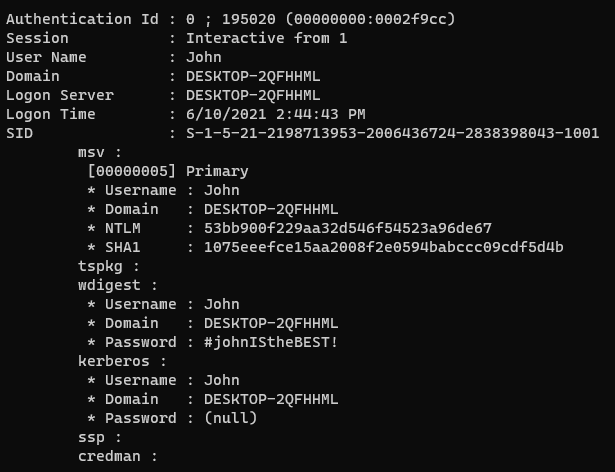 Authentication Id : 0 ; 195020 (00000000:0002f9cc)
Session           : Interactive from 1
User Name         : John
Domain            : DESKTOP-2QFHHML
Logon Server      : DESKTOP-2QFHHML
Logon Time        : 6/10/2021 2:44:43 PM
SID               : S-1-5-21-2198713953-2006436724-2838398043-1001
        msv :
         [00000005] Primary
         * Username : John
         * Domain   : DESKTOP-2QFHHML
         * NTLM     : 53bb900f229aa32d546f54523a96de67
         * SHA1     : 1075eeefce15aa2008f2e0594babccc09cdf5d4b
        tspkg :
        wdigest :
         * Username : John
         * Domain   : DESKTOP-2QFHHML
         * Password : #johnIStheBEST!
        kerberos :
         * Username : John
         * Domain   : DESKTOP-2QFHHML
         * Password : (null)
        ssp :
        credman :